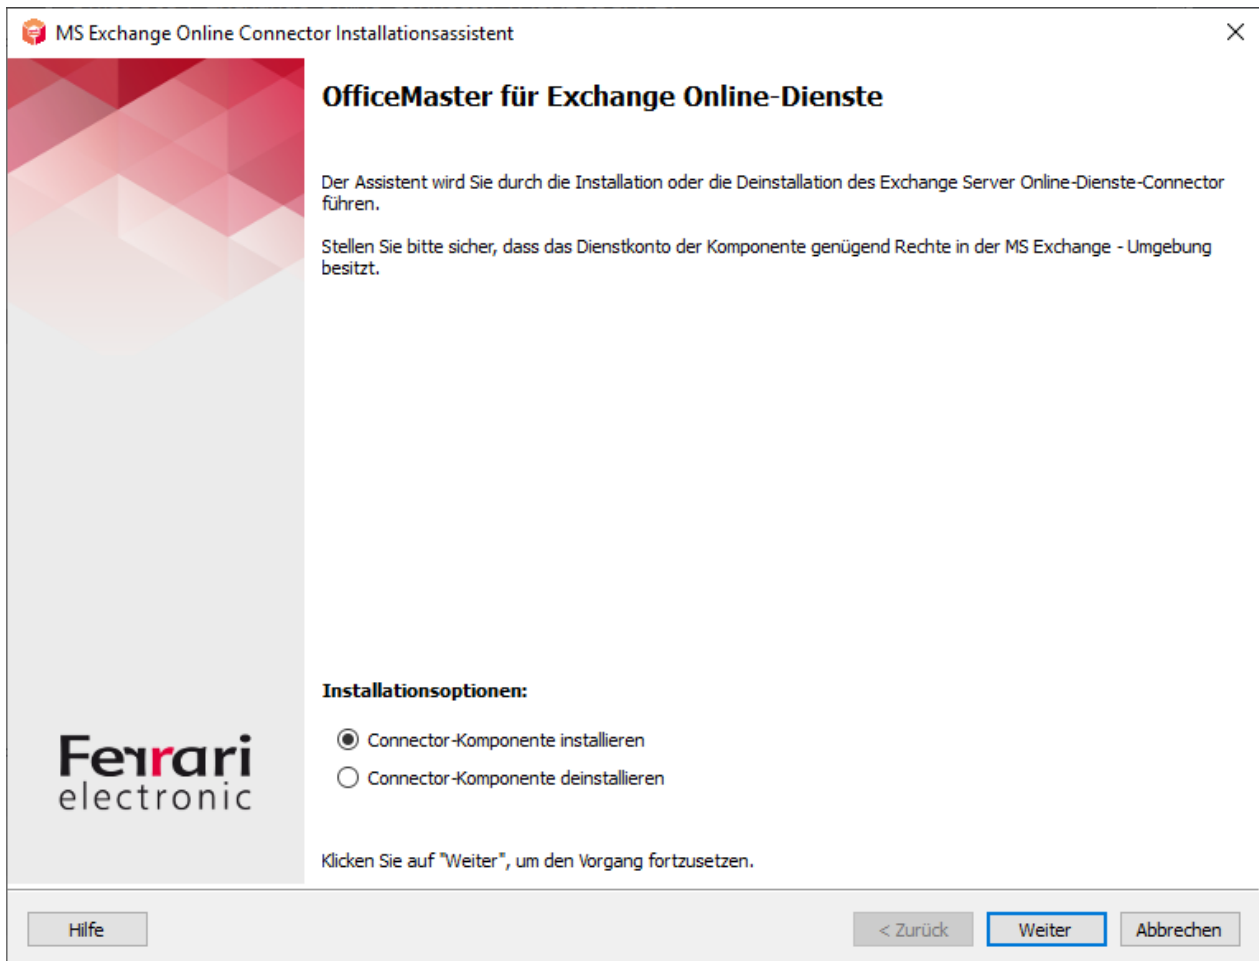 MS Exchange Online Connector Installationsassistent
OfficeMaster für Exchange Online-Dienste
Der Assistent wird Sie durch die Installation oder die Deinstallation des Exchange Server Online-Dienste-Connector
führen.
Stellen Sie bitte sicher, dass das Dienstkonto der Komponente genügend Rechte in der MS Exchange - Umgebung
besitzt.
Installationsoptionen:
Connector-Komponente installieren
Connector-Komponente deinstallieren
Ferrari
electronic
Klicken Sie auf "Weiter", um den Vorgang fortzusetzen.
Hilfe
< Zurück
Weiter
Abbrechen